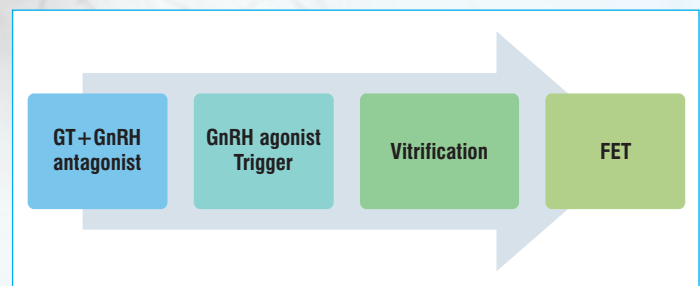 GT+GnRH
antagonist
GnRH agonist
Trigger
Vitrification
FET